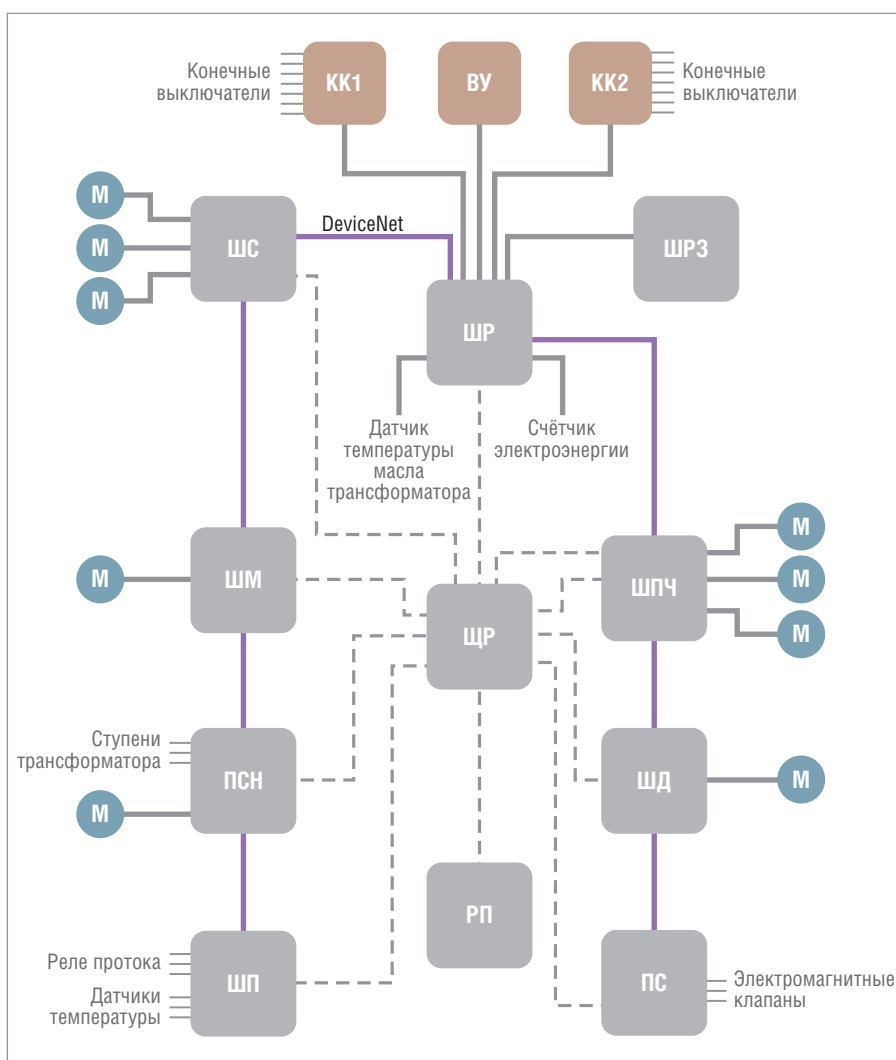 Конечные
выключатели
КК1
ВУ
КК2
Конечные
выключатели
М
М
М
ШС
DeviceNet
ШРЗ
ШР
Датчик
температуры
масла
трансформатора
Счётчик
электроэнергии
М
ШМ
ЩР
ШПЧ
М
М
М
Ступени
трансформатора
М
ПСН
ШД
М
Реле протока
Датчики
температуры
ШП
РП
ПС
Электромагнитные
клапаны